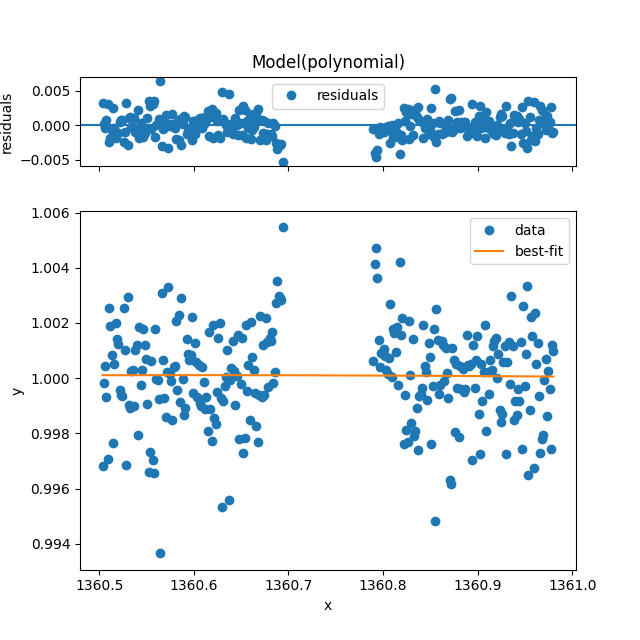 Model(polynomial)
residuals
0.005
0.000
−0.005
residuals
1.006
1.004
1.002
1.000
0.998
0.996
0.994
y
data
best-fit
1360.5 1360.6 1360.7 1360.8 1360.9 1361.0
x